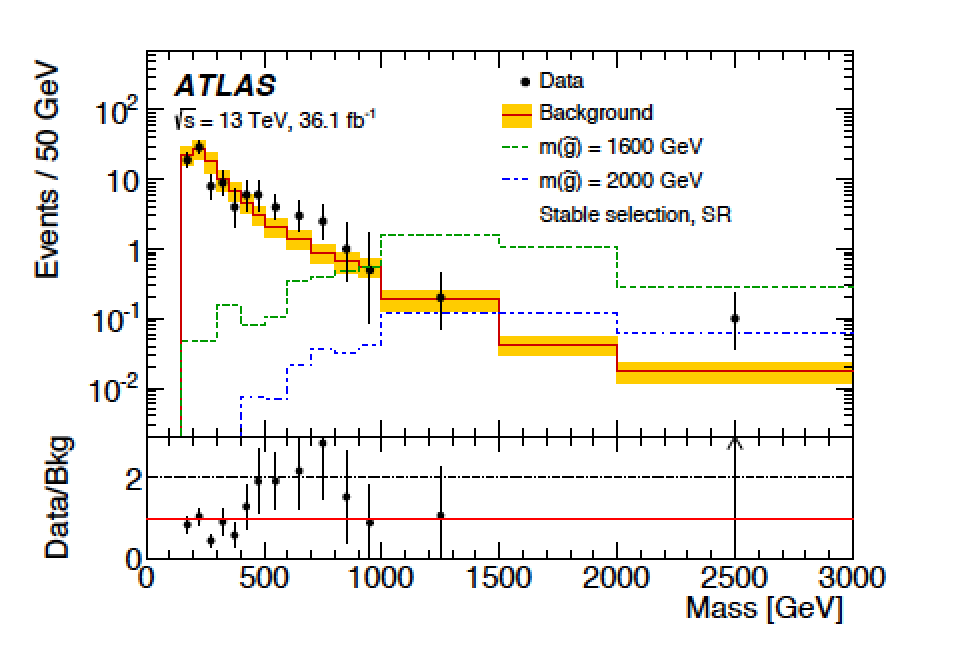 ATLAS
√s = 13 TeV, 36.1 fb⁻¹
Data
Background
m(g̃) = 1600 GeV
m(g̃) = 2000 GeV
Stable selection, SR
Events / 50 GeV
10²
10
1
10⁻¹
10⁻²
Data/Bkg
2
0
0 500 1000 1500 2000 2500 3000
Mass [GeV]